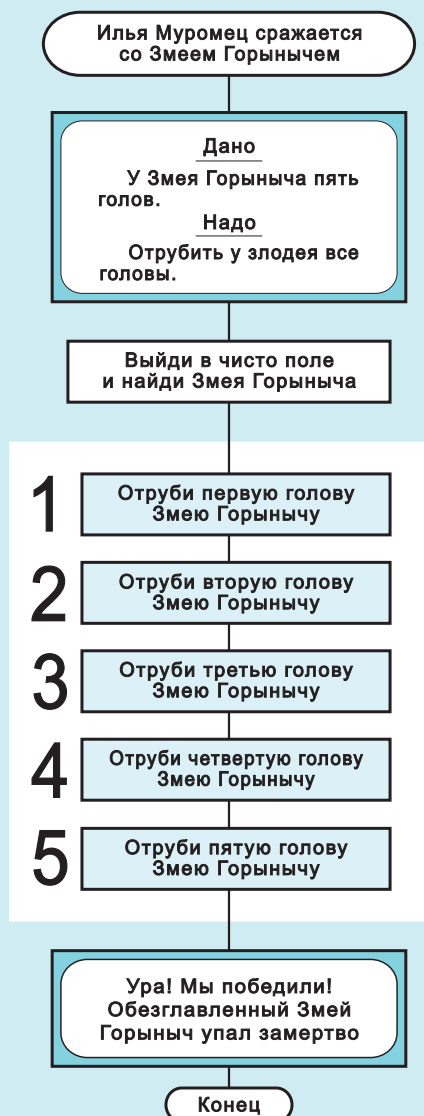 Илья Муромец сражается
со Змеем Горынычем
Дано
У Змея Горыныча пять
голов.
Надо
Отрубить у злодея все
головы.
Выйди в чисто поле
и найди Змея Горыныча
1
Отруби первую голову
Змею Горынычу
2
Отруби вторую голову
Змею Горынычу
3
Отруби третью голову
Змею Горынычу
4
Отруби четвертую голову
Змею Горынычу
5
Отруби пятую голову
Змею Горынычу
Ура! Мы победили!
Обезглавленный Змей
Горыныч упал замертво
Конец